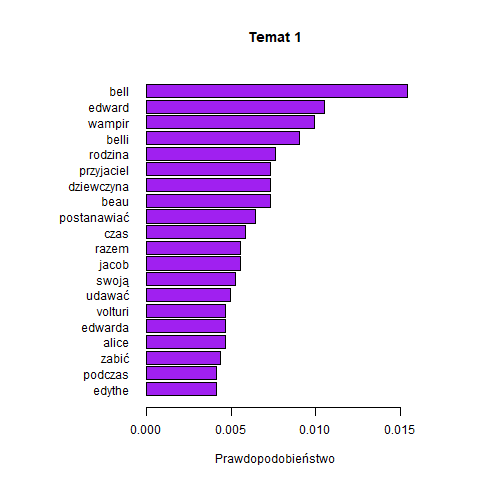 Temat 1
bell
edward
wampir
belli
rodzina
przyjaciel
dziewczyna
beau
postanawiać
czas
razem
jacob
swoją
udawać
volturi
edwarda
alice
zabić
podczas
edythe
0.000 0.005 0.010 0.015
Prawdopodobieństwo